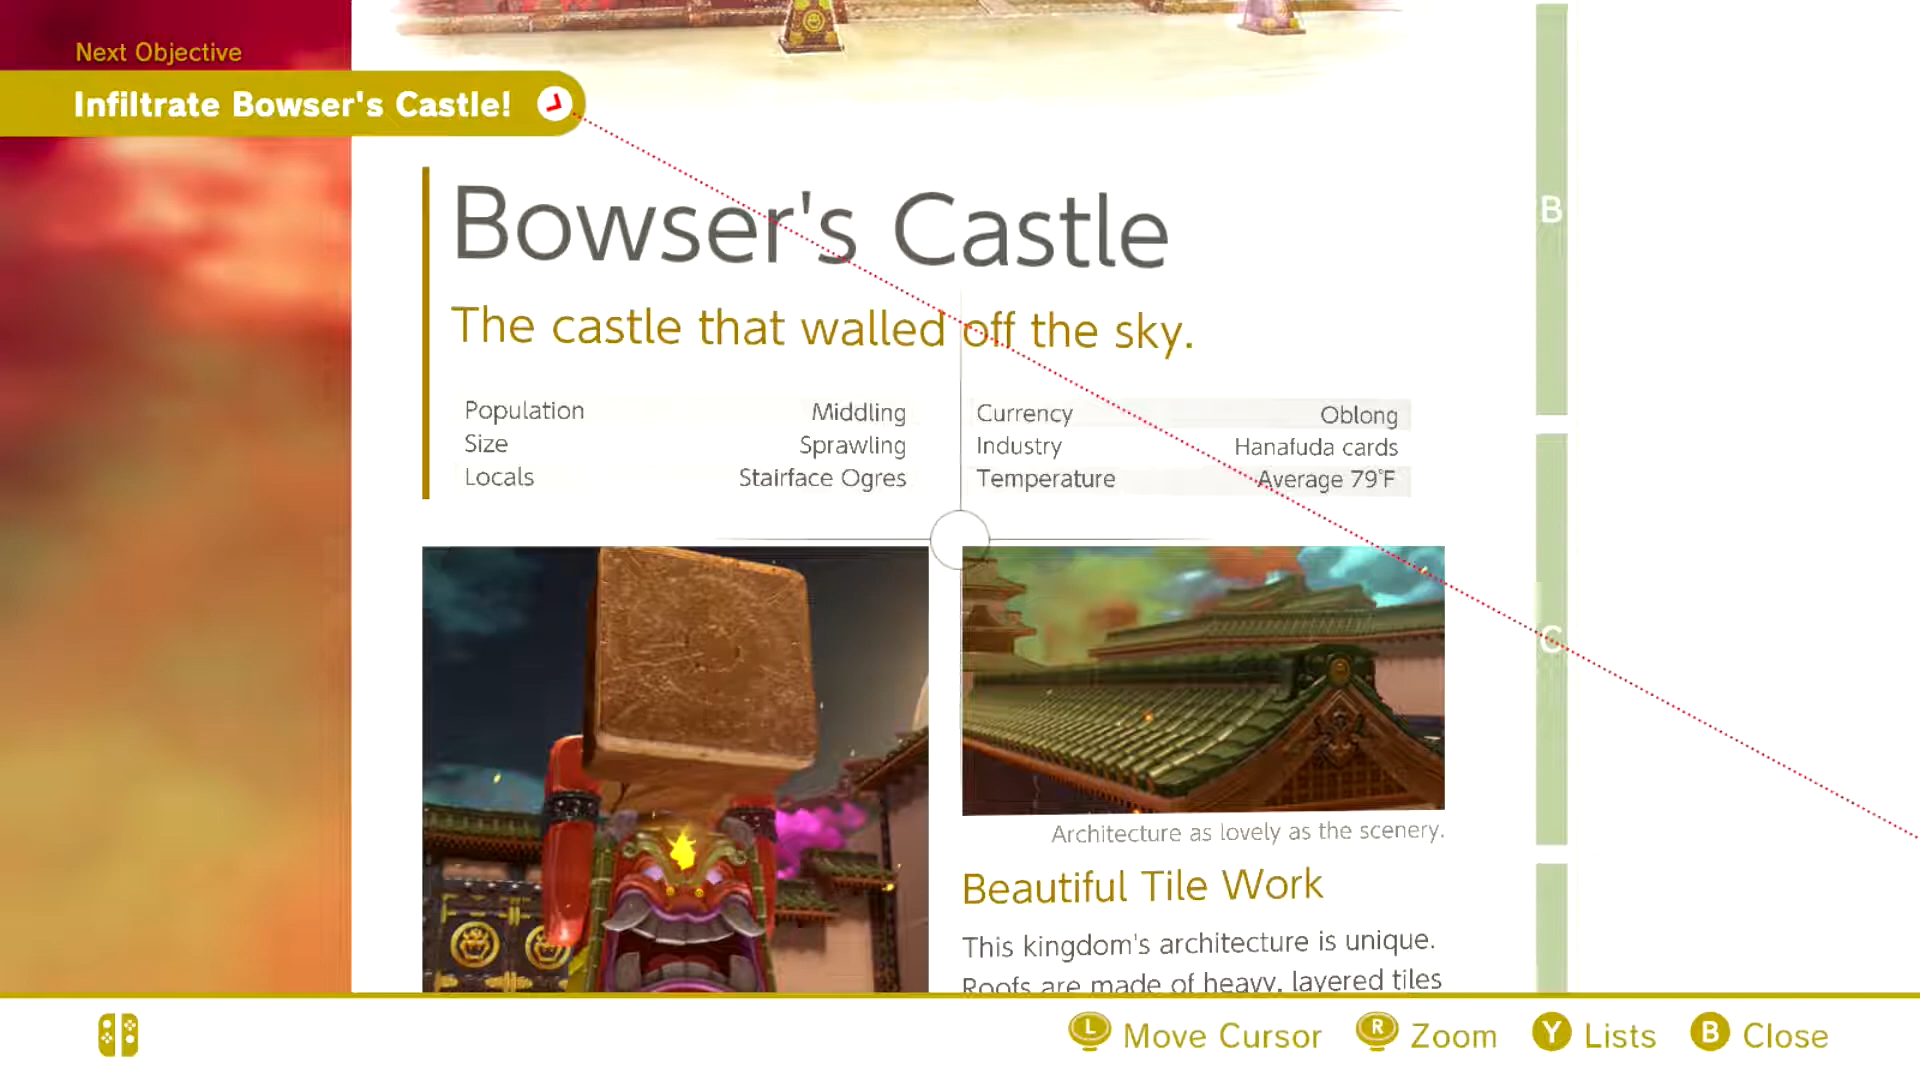 Next Objective
Infiltrate Bowser's Castle!
Bowser's Castle
The castle that walled off the sky.
Population Middling
Size Sprawling
Locals Stairface Ogres
Currency Oblong
Industry Hanafuda cards
Temperature Average 79°F
B
C
Architecture as lovely as the scenery.
Beautiful Tile Work
This kingdom's architecture is unique.
Roofs are made of heavy, layered tiles
L Move Cursor R Zoom Y Lists B Close